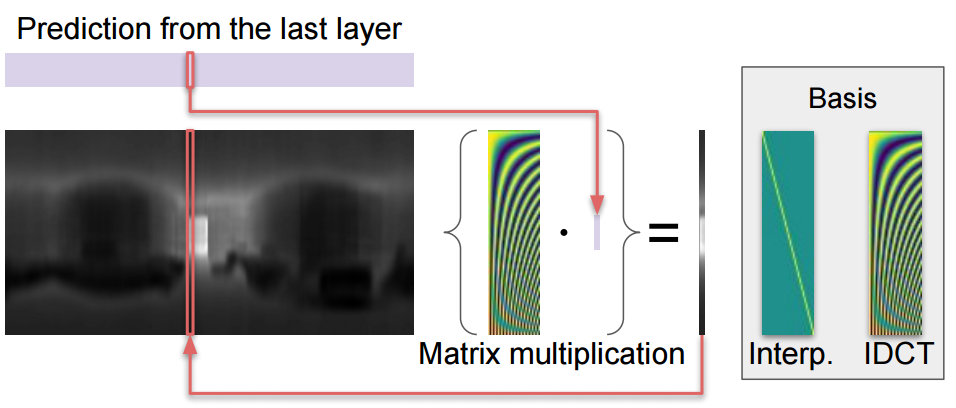 Prediction from the last layer
Basis
·
=
Matrix multiplication
Interp.
IDCT